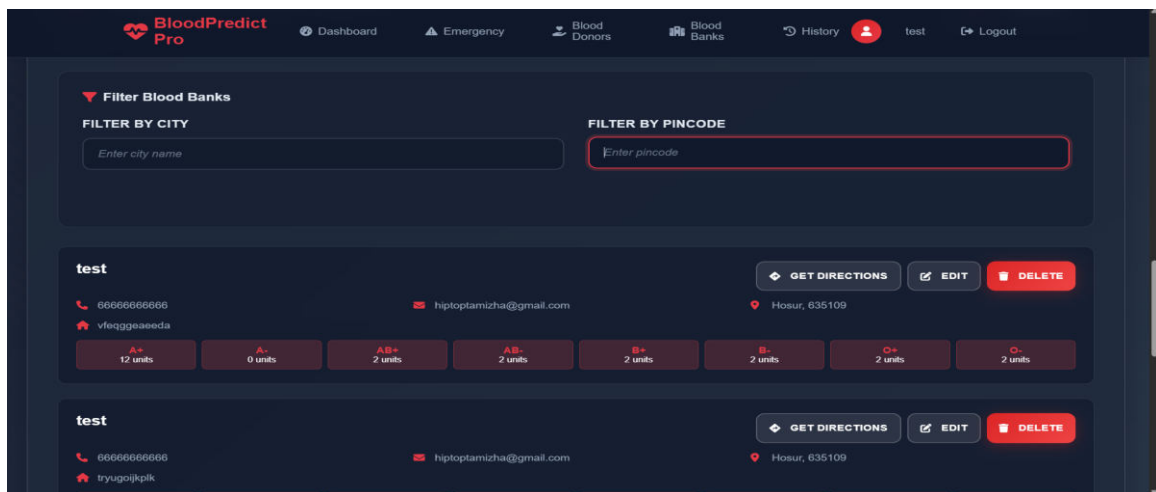 BloodPredict Pro
Dashboard
Emergency
Blood Donors
Blood Banks
History
test
Logout
Filter Blood Banks
FILTER BY CITY
FILTER BY PINCODE
Enter city name
Enter pincode
test
GET DIRECTIONS
EDIT
DELETE
66666666666
hiptoptamizha@gmail.com
Hosur, 635109
vfeqggeaeeda
A+
A-
AB+
AB-
B+
B-
O+
O-
12 units
0 units
2 units
2 units
2 units
2 units
2 units
2 units
test
GET DIRECTIONS
EDIT
DELETE
66666666666
hiptoptamizha@gmail.com
Hosur, 635109
tryugoijkplk